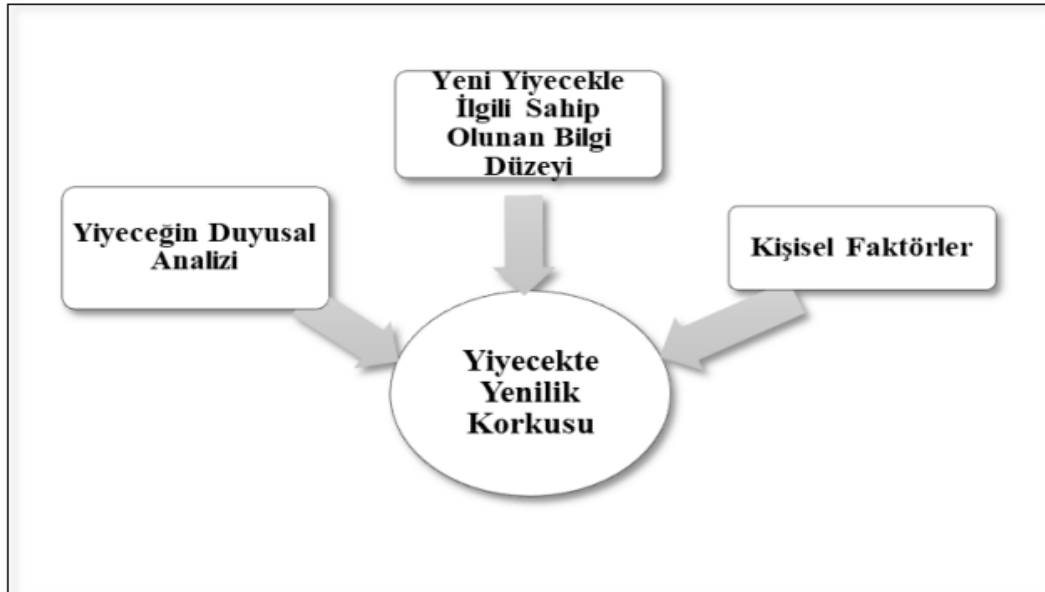 Yeni Yiyecekle
İlgili Sahip
Olunan Bilgi
Düzeyi
Yiyeceğin Duyusal
Analizi
Kişisel Faktörler
Yiyecekte
Yenilik
Korkusu